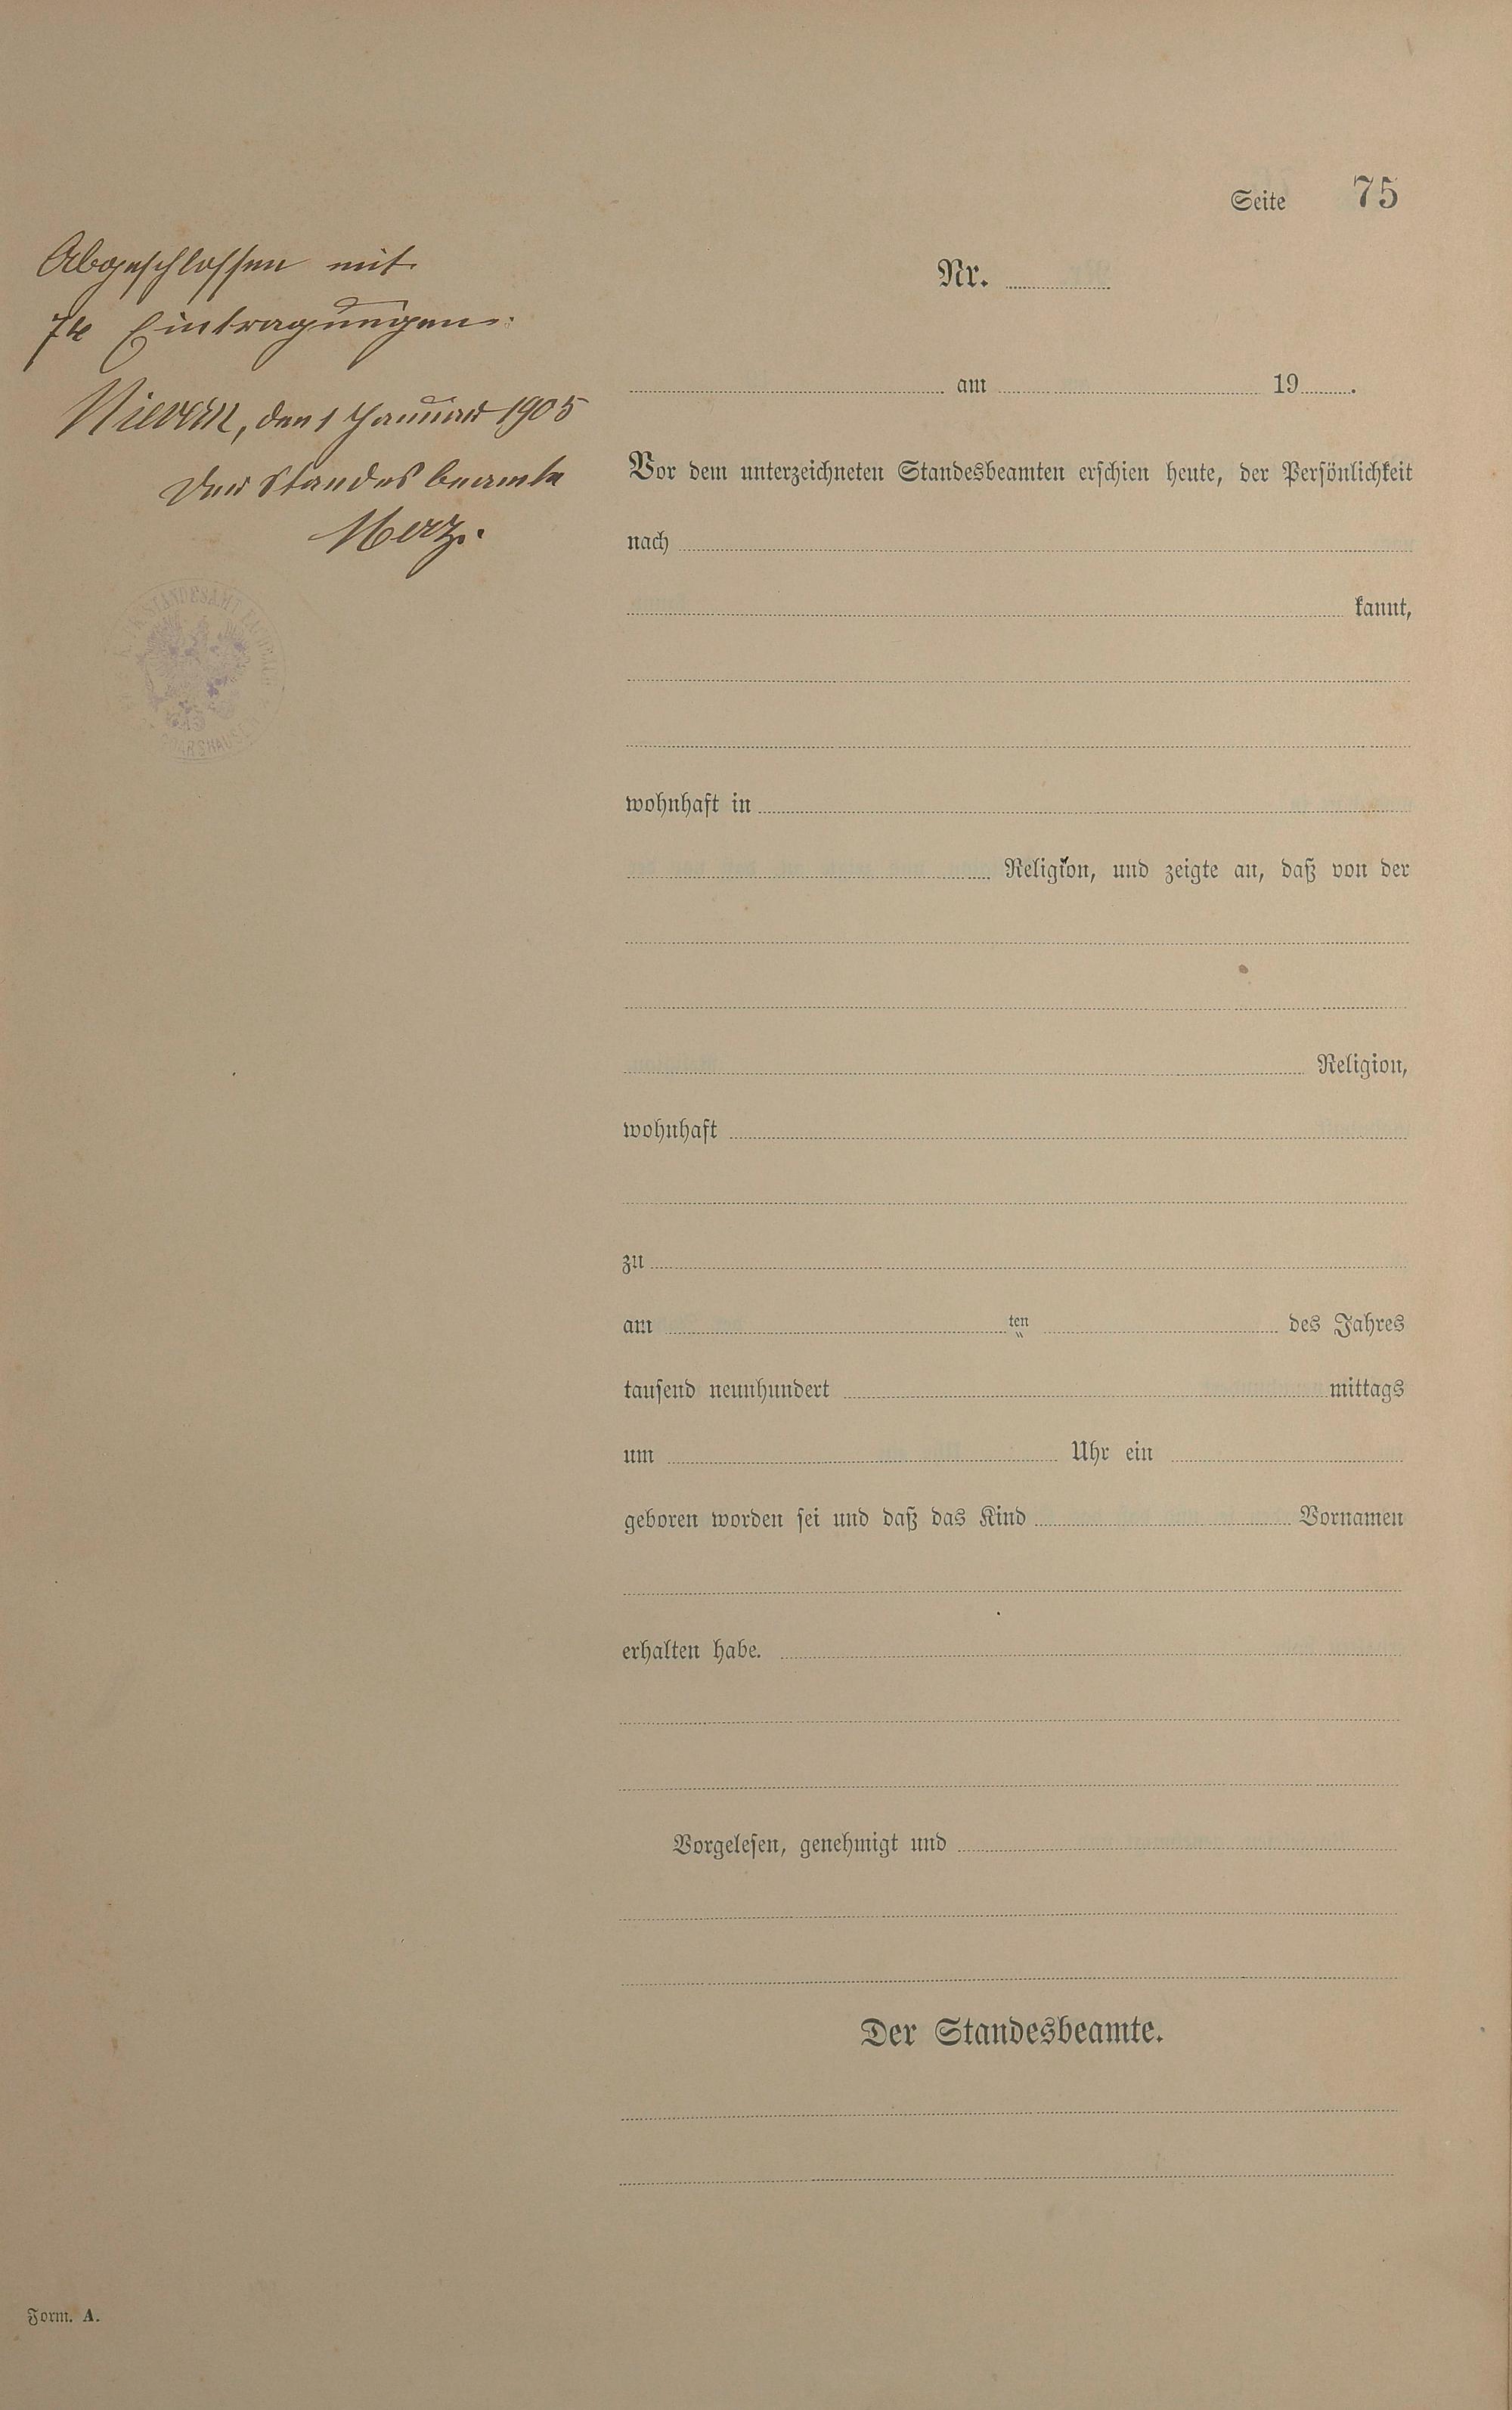 Seite 75
Abgeschlossen mit
74 Eintragungen.
Nievern, den 1 Januar 1905
Der Standesbeamte
Merz.
STANDESAMT
Nr.
am 19 .
Vor dem unterzeichneten Standesbeamten erschien heute, der Persönlichkeit
nach
kannt,
wohnhaft in
Religion, und zeigte an, daß von der
Religion,
wohnhaft
zu
am ten des Jahres
tausend neunhundert mittags
um Uhr ein
geboren worden sei und daß das Kind Vornamen
erhalten habe.
Vorgelesen, genehmigt und
Der Standesbeamte.
Form. A.